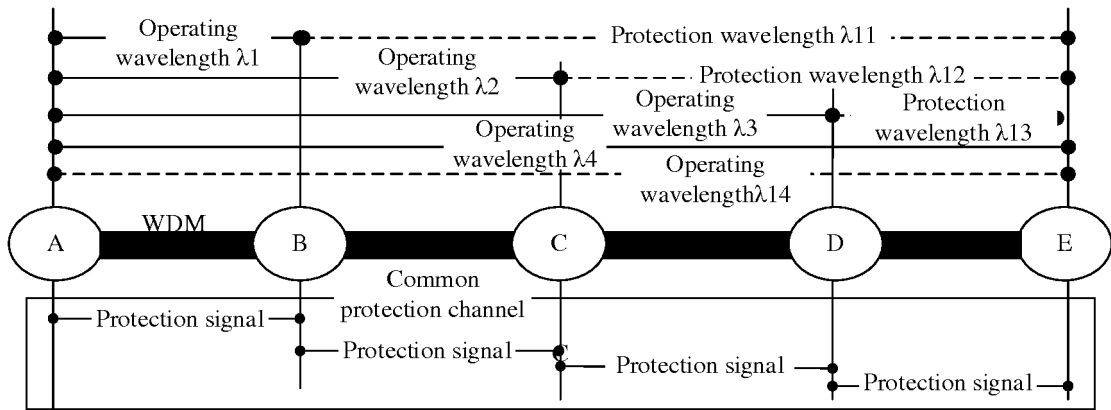 Operating
wavelength λ1
Protection wavelength λ11
Operating
wavelength λ2
Protection wavelength λ12
Operating
wavelength λ3
Protection
wavelength λ13
Operating
wavelength λ4
Operating
wavelengthλ14
WDM
A
B
C
D
E
Common
protection channel
Protection signal
Protection signal
C
Protection signal
Protection signal